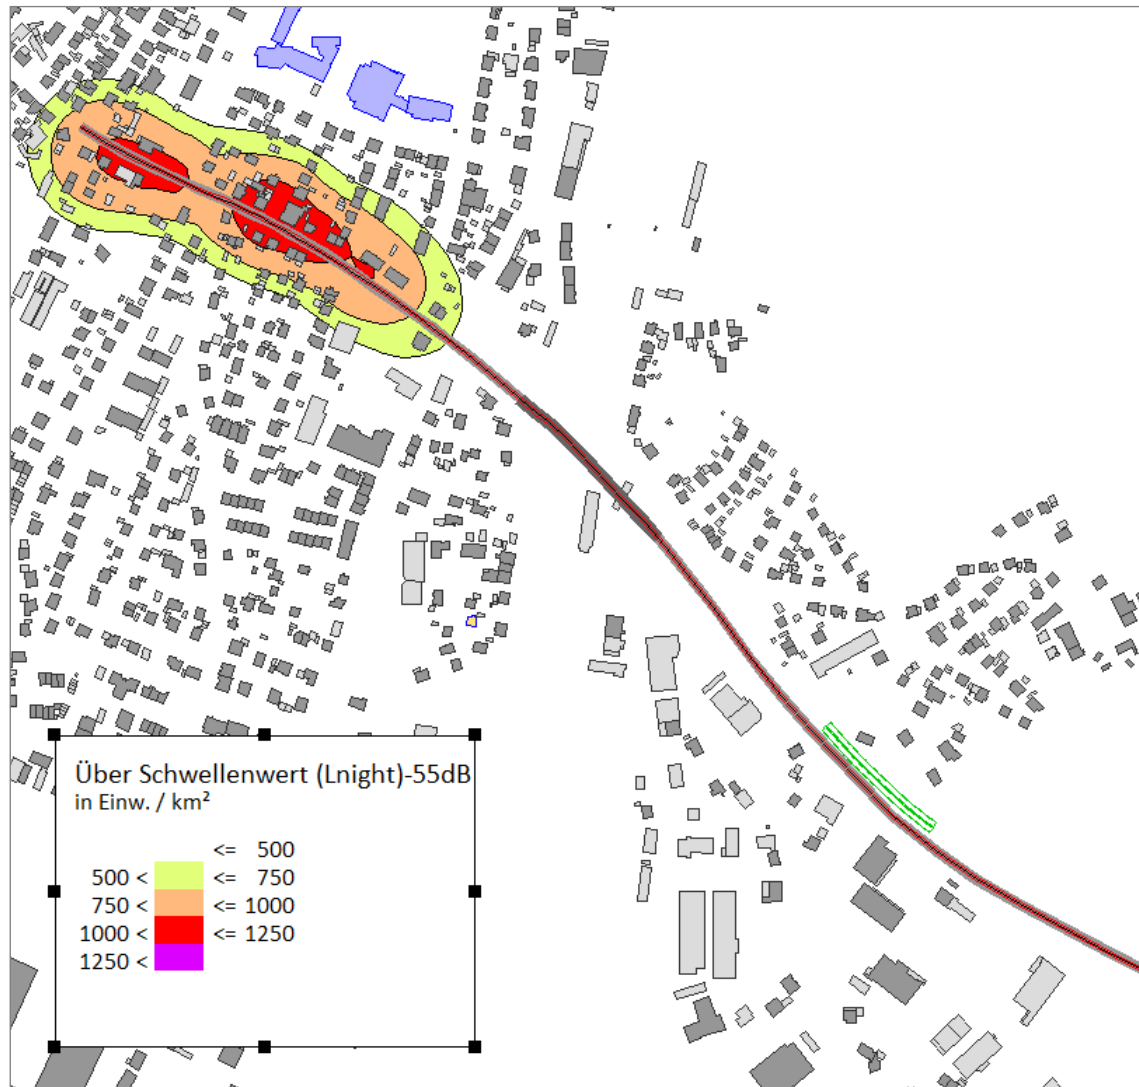 Über Schwellenwert (Lnight)-55dB
in Einw. / km²
<= 500
500 < <= 750
750 < <= 1000
1000 < <= 1250
1250 <